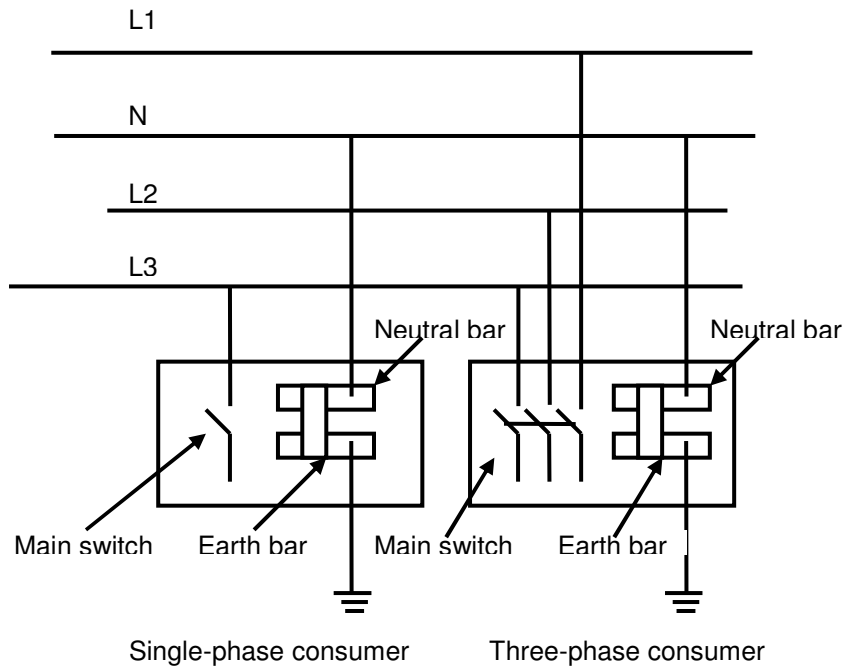 L1
N
L2
L3
Neutral bar
Neutral bar
Main switch
Earth bar
Main switch
Earth bar
Single-phase consumer
Three-phase consumer